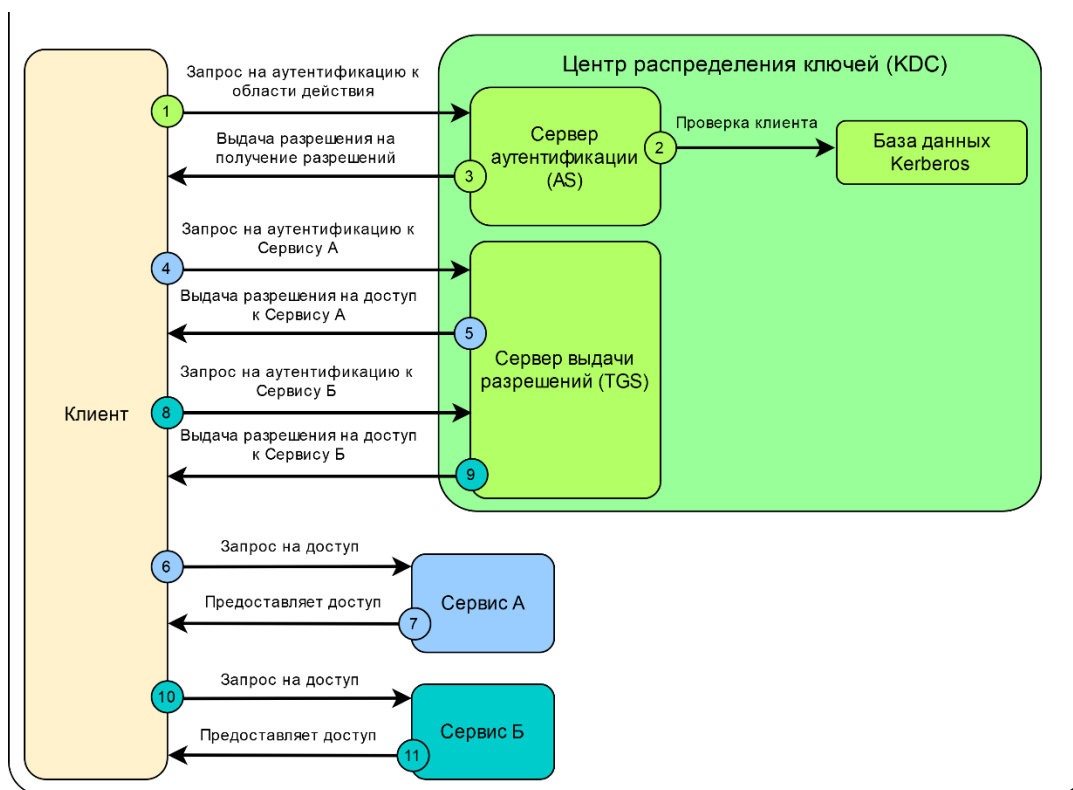 Центр распределения ключей (KDC)
Запрос на аутентификацию к
области действия
1
Сервер
аутентификации
(AS)
2
Проверка клиента
База данных
Kerberos
Выдача разрешения на
получение разрешений
3
Запрос на аутентификацию к
Сервису А
4
Выдача разрешения на доступ
к Сервису А
5
Сервер выдачи
разрешений (TGS)
Запрос на аутентификацию к
Сервису Б
Клиент
8
Выдача разрешения на доступ
к Сервису Б
9
Запрос на доступ
6
Сервис А
Предоставляет доступ
7
Запрос на доступ
10
Сервис Б
Предоставляет доступ
11